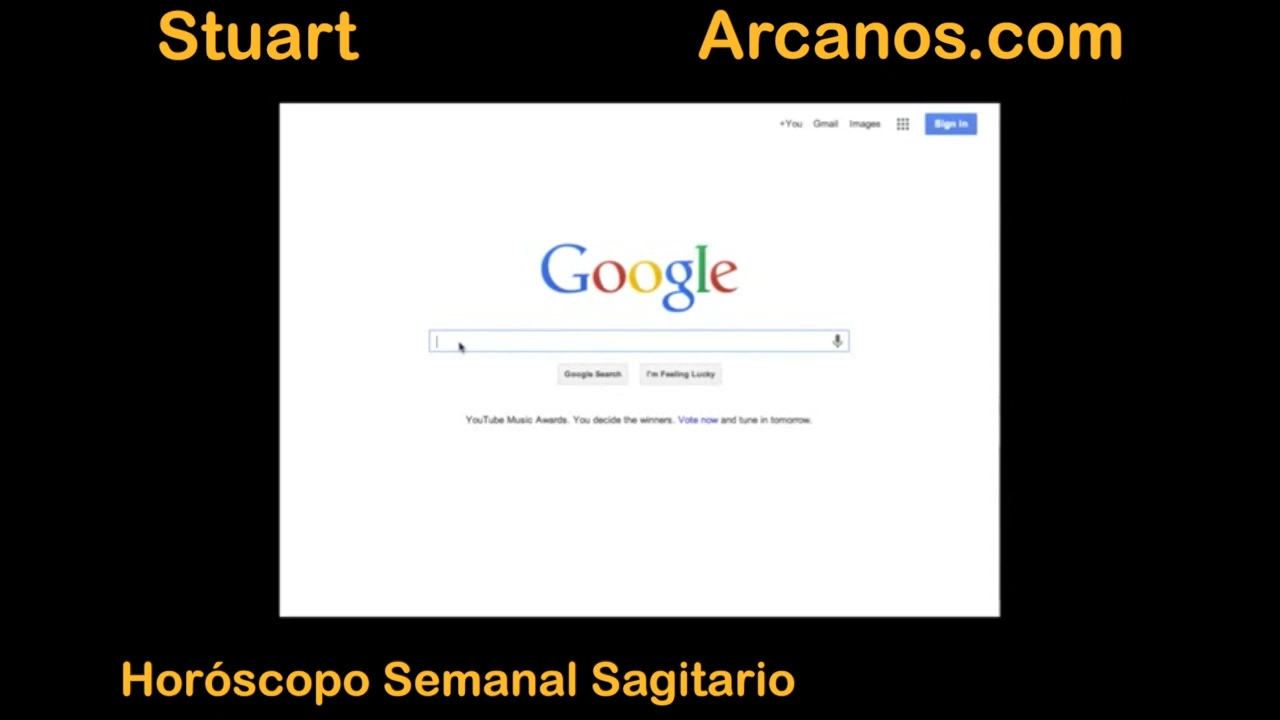 Stuart Arcanos.com
+You Gmail Images Sign in
Google
Google Search I'm Feeling Lucky
YouTube Music Awards. You decide the winners. Vote now and tune in tomorrow.
Horóscopo Semanal Sagitario